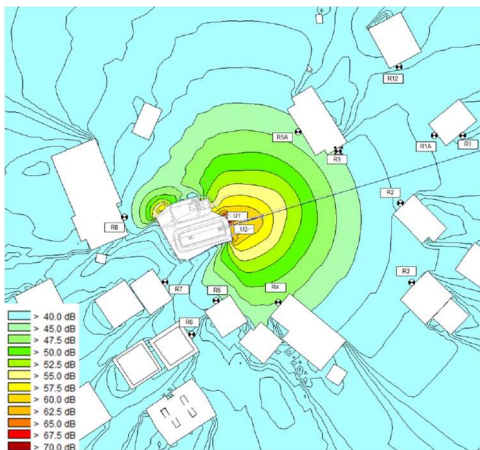 R12
R9A
R9
R1A
R1
R2
R8
U1
U2
R3
R7
R5
R4
R6
> 40.0 dB
> 45.0 dB
> 47.5 dB
> 50.0 dB
> 52.5 dB
> 55.0 dB
> 57.5 dB
> 60.0 dB
> 62.5 dB
> 65.0 dB
> 67.5 dB
> 70.0 dB